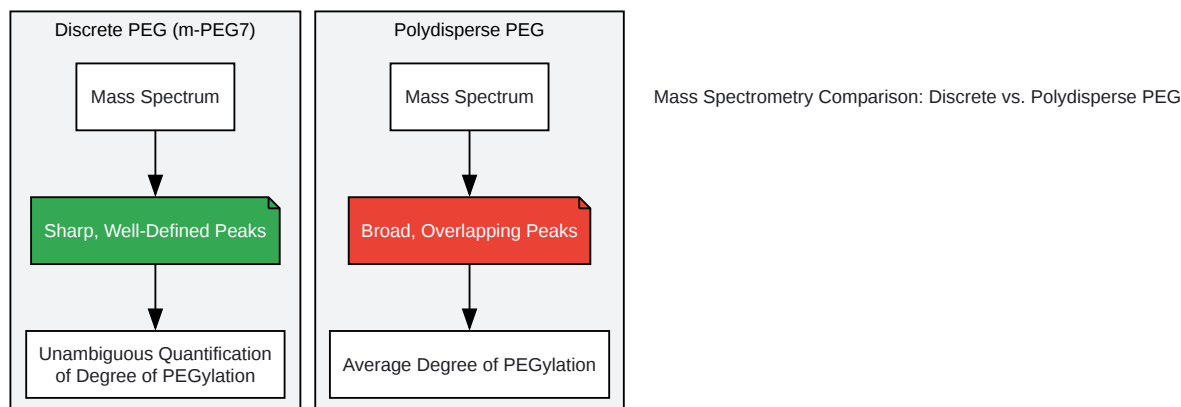 Discrete PEG (m-PEG7)
Mass Spectrum
Sharp, Well-Defined Peaks
Unambiguous Quantification
of Degree of PEGylation
Polydisperse PEG
Mass Spectrum
Broad, Overlapping Peaks
Average Degree of PEGylation
Mass Spectrometry Comparison: Discrete vs. Polydisperse PEG